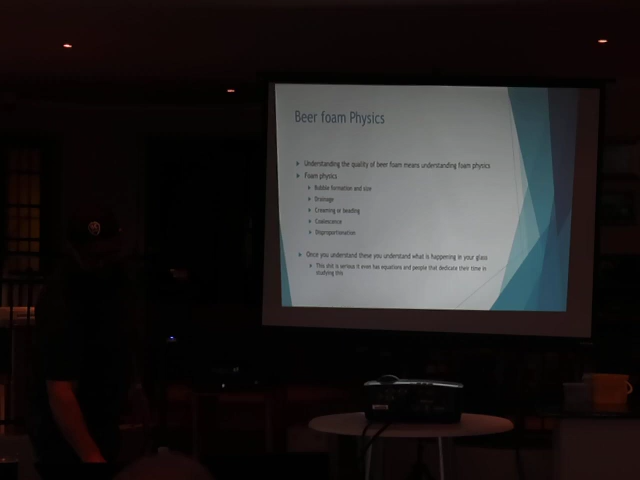 Beer foam Physics
Understanding the quality of beer foam means understanding foam physics
Foam physics
Bubble formation and size
Drainage
Creaming or beading
Coalescence
Disproportionation
Once you understand these you understand what is happening in your glass
This shit is serious it even has equations and people that dedicate their time in
studying this